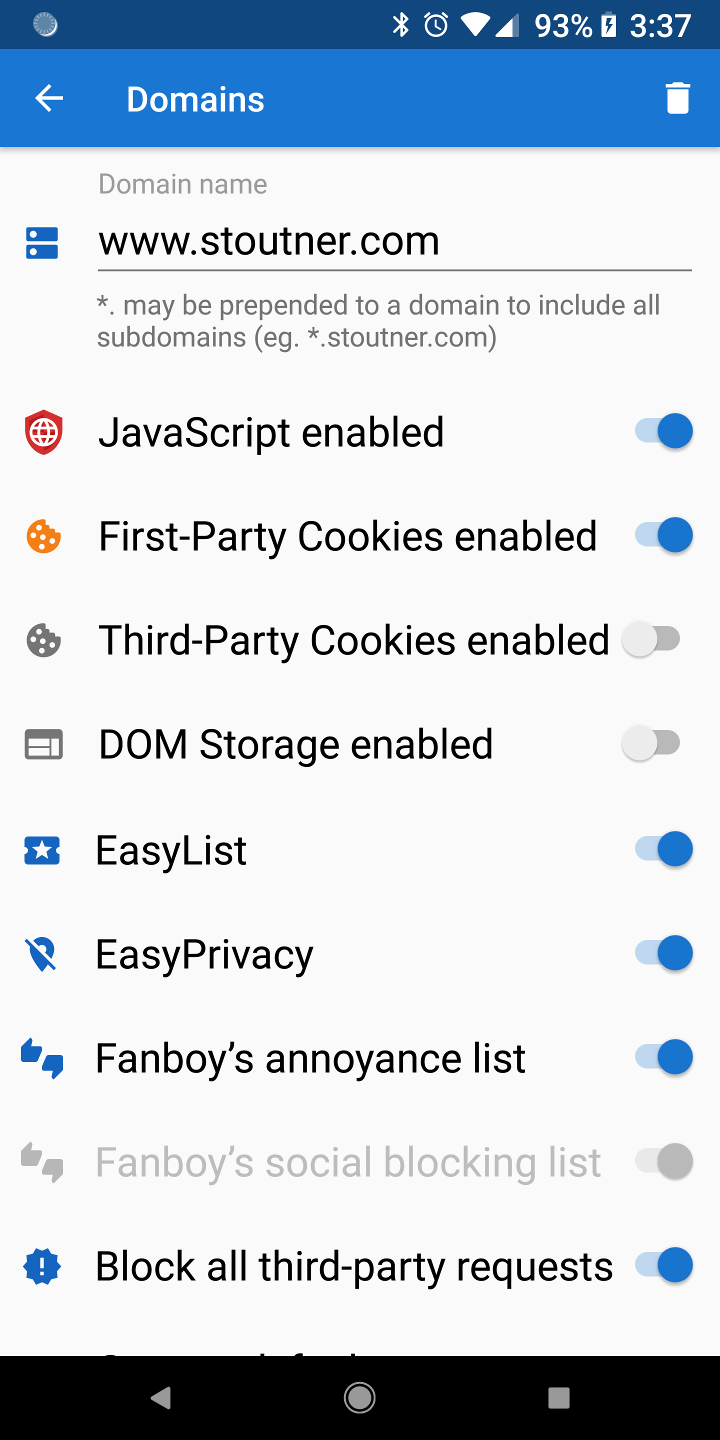 93% 3:37
Domains
Domain name
www.stoutner.com
*. may be prepended to a domain to include all
subdomains (eg. *.stoutner.com)
JavaScript enabled
First-Party Cookies enabled
Third-Party Cookies enabled
DOM Storage enabled
EasyList
EasyPrivacy
Fanboy’s annoyance list
Fanboy’s social blocking list
Block all third-party requests